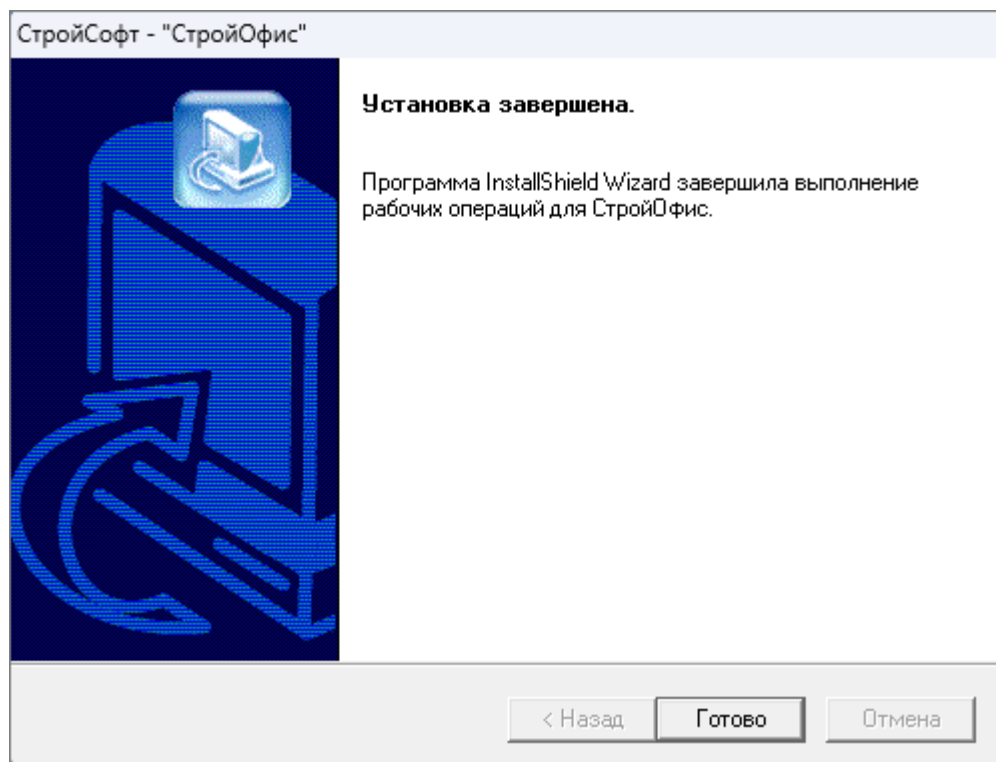 СтройСофт - "СтройОфис"
Установка завершена.
Программа InstallShield Wizard завершила выполнение
рабочих операций для СтройОфис.
< Назад
Готово
Отмена